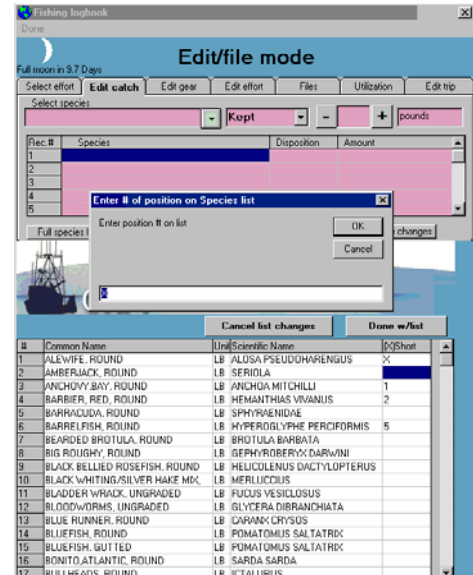 Fishing logbook
Done
Full moon in 9.7 Days
Edit/file mode
Select effort Edit catch Edit gear Edit effort Files Utilization Edit trip
Select species
Kept - + pounds
Rec.# Species Disposition Amount
1
2
3
4
5
Full species changes
Enter # of position on Species list
Enter position # on list
OK
Cancel
Cancel list changes Done w/list
# Common Name Unit Scientific Name [X]Short
1 ALEWIFE, ROUND LB ALOSA PSEUDOHARENGUS X
2 AMBERJACK, ROUND LB SERIOLA
3 ANCHOVY,BAY, ROUND LB ANCHOA MITCHILLI 1
4 BARBIER, RED, ROUND LB HEMANTHIAS VIVANUS 2
5 BARRACUDA, ROUND LB SPHYRAENIDAE
6 BARRELFISH, ROUND LB HYPEROGLYPHE PERCIFORMIS 5
7 BEARDED BROTULA, ROUND LB BROTULA BARBATA
8 BIG ROUGHY, ROUND LB GEPHYROBERYX DARWINI
9 BLACK BELLIED ROSEFISH, ROUND LB HELICOLENUS DACTYLOPTERUS
10 BLACK WHITING/SILVER HAKE MIX, LB MERLUCCIUS
11 BLADDER WRACK, UNGRADED LB FUCUS VESICLOSUS
12 BLOODWORMS, UNGRADED LB GLYCERA DIBRANCHIATA
13 BLUE RUNNER, ROUND LB CARANX CRYSOS
14 BLUEFISH, ROUND LB POMATOMUS SALTATRIX
15 BLUEFISH, GUTTED LB POMATOMUS SALTATRIX
16 BONITO,ATLANTIC, ROUND LB SARDA SARDA
17 BULLHEADS, ROUND LB ICTALURUS